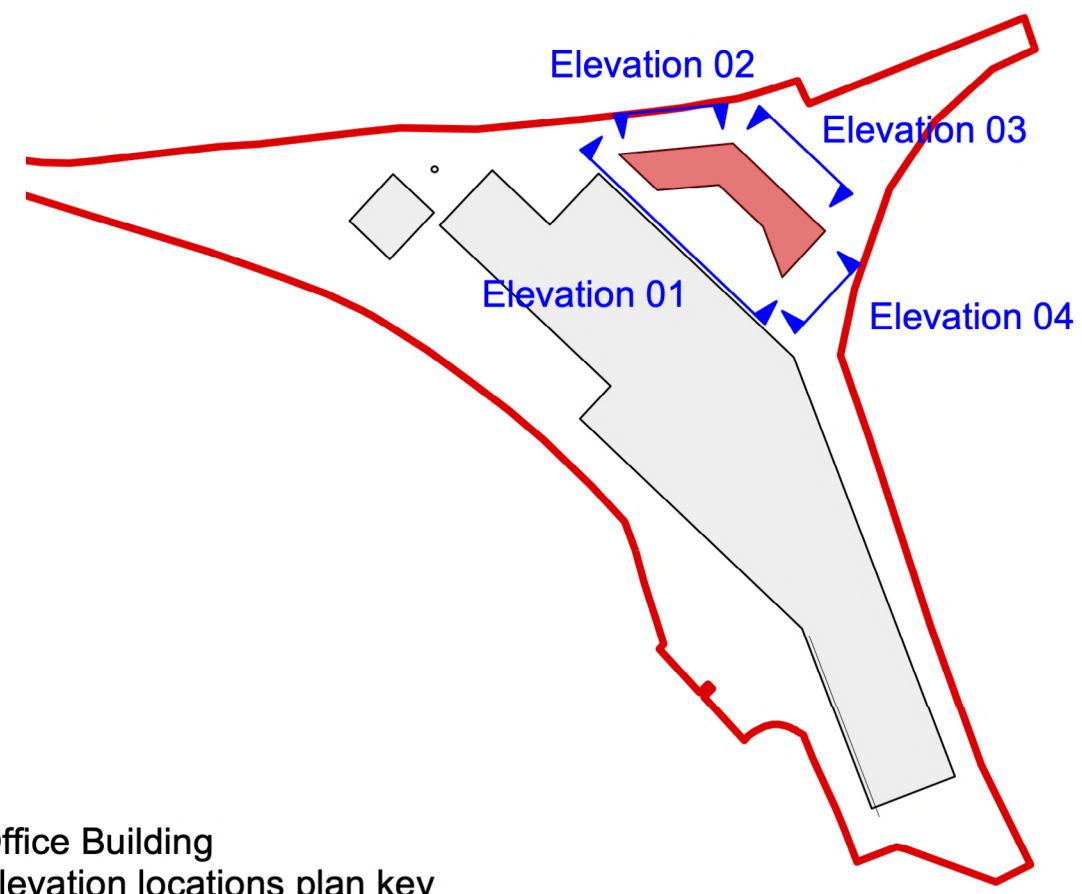 Elevation 02
Elevation 03
Elevation 01
Elevation 04
ffice Building
levation locations plan key